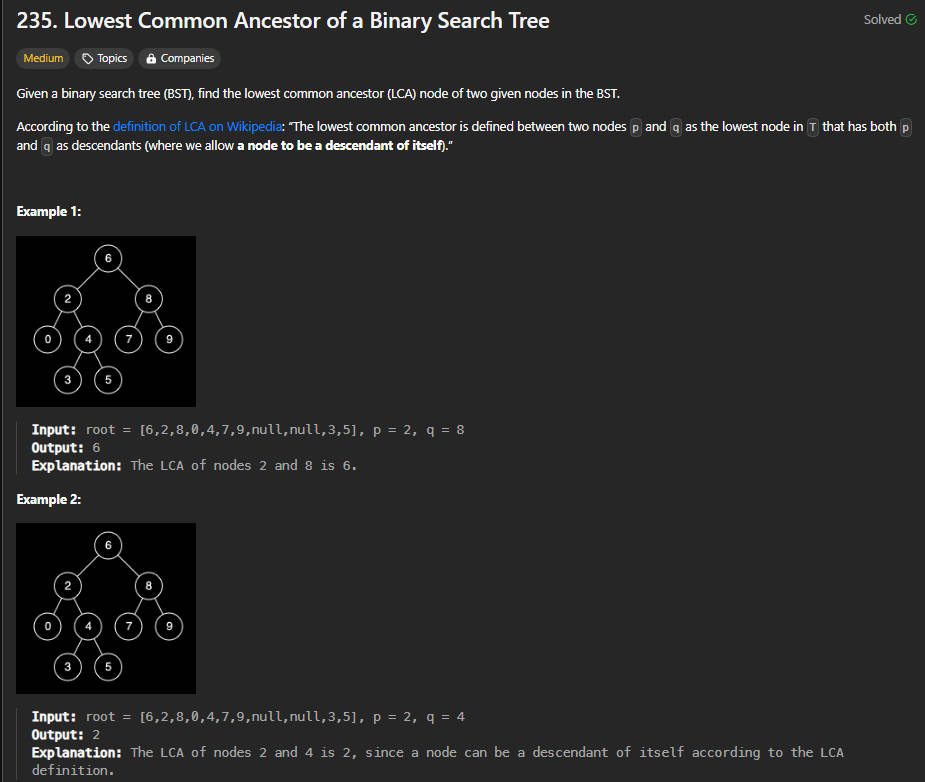 235. Lowest Common Ancestor of a Binary Search Tree
Solved
Medium
Topics
Companies
Given a binary search tree (BST), find the lowest common ancestor (LCA) node of two given nodes in the BST.
According to the definition of LCA on Wikipedia: “The lowest common ancestor is defined between two nodes p and q as the lowest node in T that has both p
and q as descendants (where we allow a node to be a descendant of itself).”
Example 1:
6
2 8
0 4 7 9
3 5
Input: root = [6,2,8,0,4,7,9,null,null,3,5], p = 2, q = 8
Output: 6
Explanation: The LCA of nodes 2 and 8 is 6.
Example 2:
6
2 8
0 4 7 9
3 5
Input: root = [6,2,8,0,4,7,9,null,null,3,5], p = 2, q = 4
Output: 2
Explanation: The LCA of nodes 2 and 4 is 2, since a node can be a descendant of itself according to the LCA
definition.